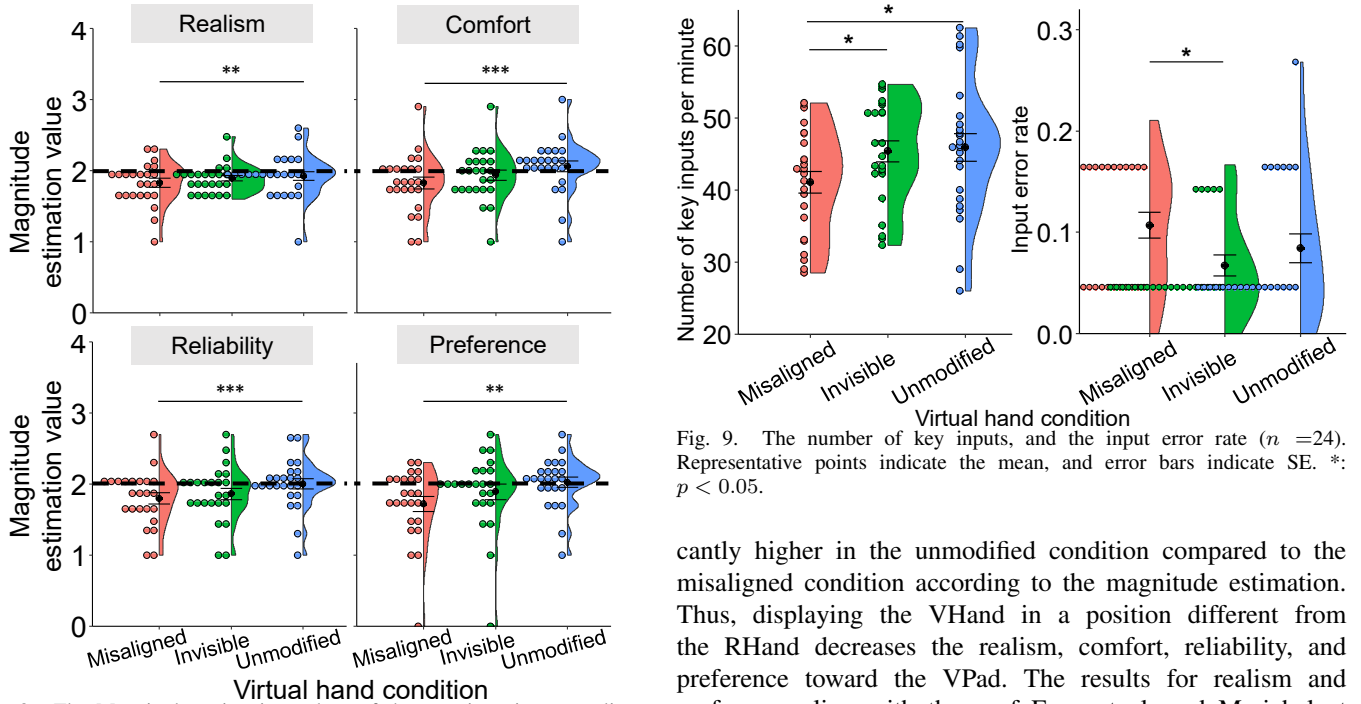 Realism
Comfort
4
3
2
1
0
**
***
Magnitude
estimation value
Reliability
Preference
4
3
2
1
0
***
**
Magnitude
estimation value
Misaligned
Invisible
Unmodified
Misaligned
Invisible
Unmodified
Virtual hand condition
Number of key inputs per minute
60
50
40
30
20
*
*
Misaligned
Invisible
Unmodified
Input error rate
0.3
0.2
0.1
0.0
*
Misaligned
Invisible
Unmodified
Virtual hand condition
Fig. 9. The number of key inputs, and the input error rate (n =24).
Representative points indicate the mean, and error bars indicate SE. *:
p < 0.05.
cantly higher in the unmodified condition compared to the
misaligned condition according to the magnitude estimation.
Thus, displaying the VHand in a position different from
the RHand decreases the realism, comfort, reliability, and
preference toward the VPad. The results for realism and